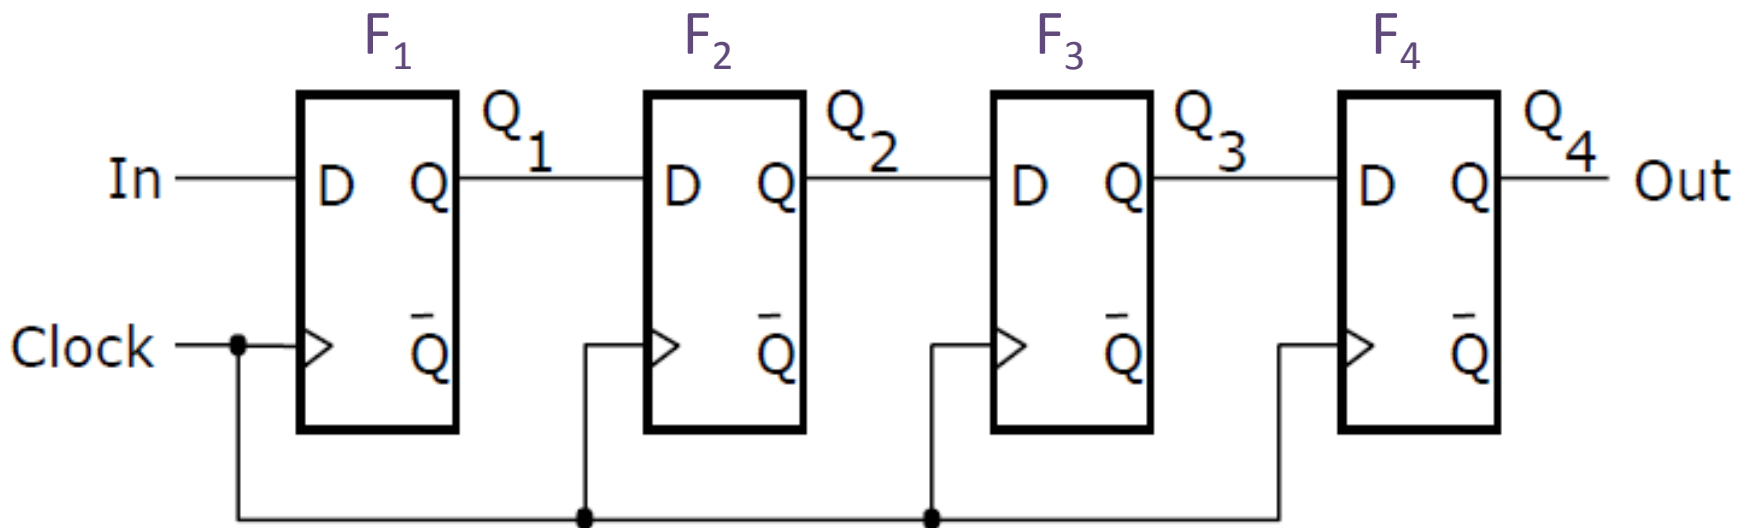 F₁ F₂ F₃ F₄
Q₁ Q₂ Q₃ Q₄
In D Q D Q D Q D Q Out
Clock Q̅ Q̅ Q̅ Q̅